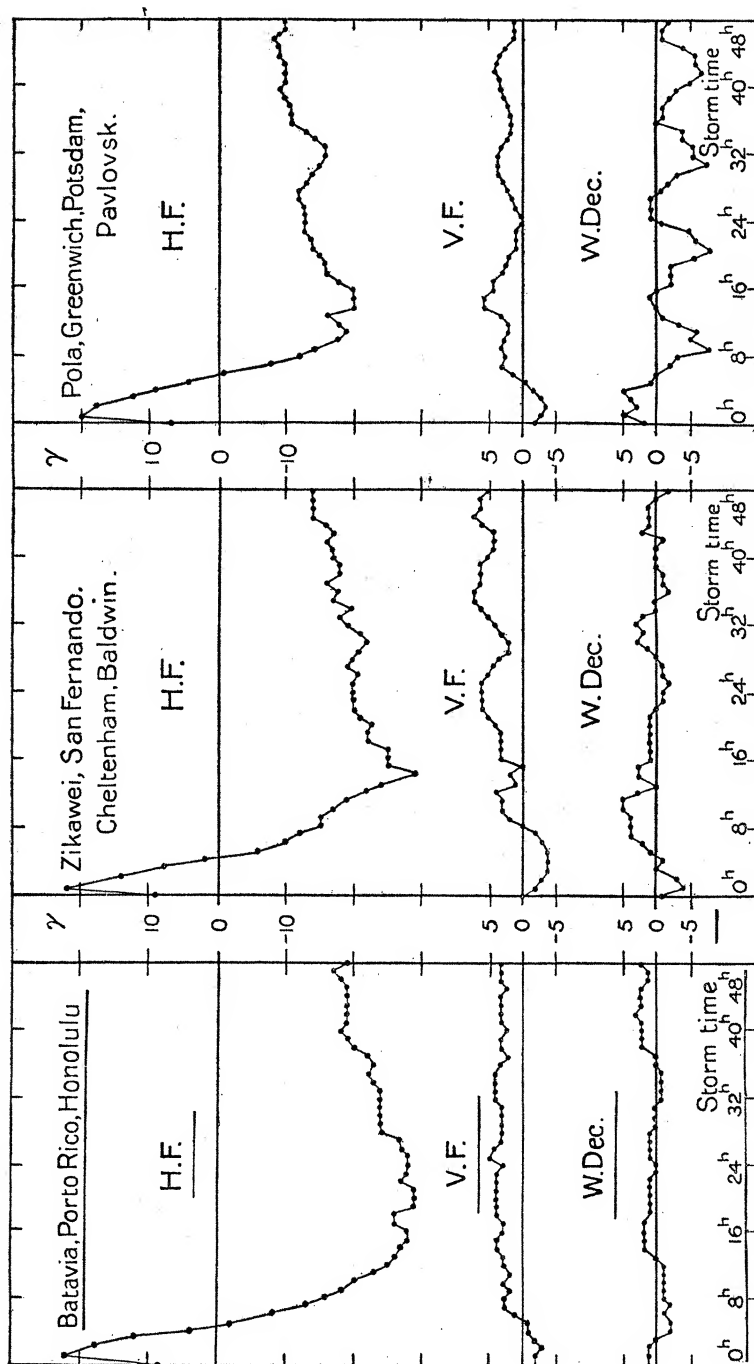 Batavia, Porto Rico, Honolulu
H.F.
V.F.
W.Dec.
Storm time
0h 8h 16h 24h 32h 40h 48h
γ
10
0
-10
5
0
-5
5
0
-5
Zikawei, San Fernando.
Cheltenham, Baldwin.
H.F.
V.F.
W.Dec.
Storm time
0h 8h 16h 24h 32h 40h 48h
γ
10
0
-10
5
0
-5
5
0
-5
Pola, Greenwich, Potsdam,
Pavlovsk.
H.F.
V.F.
W.Dec.
Storm time
0h 8h 16h 24h 32h 40h 48h